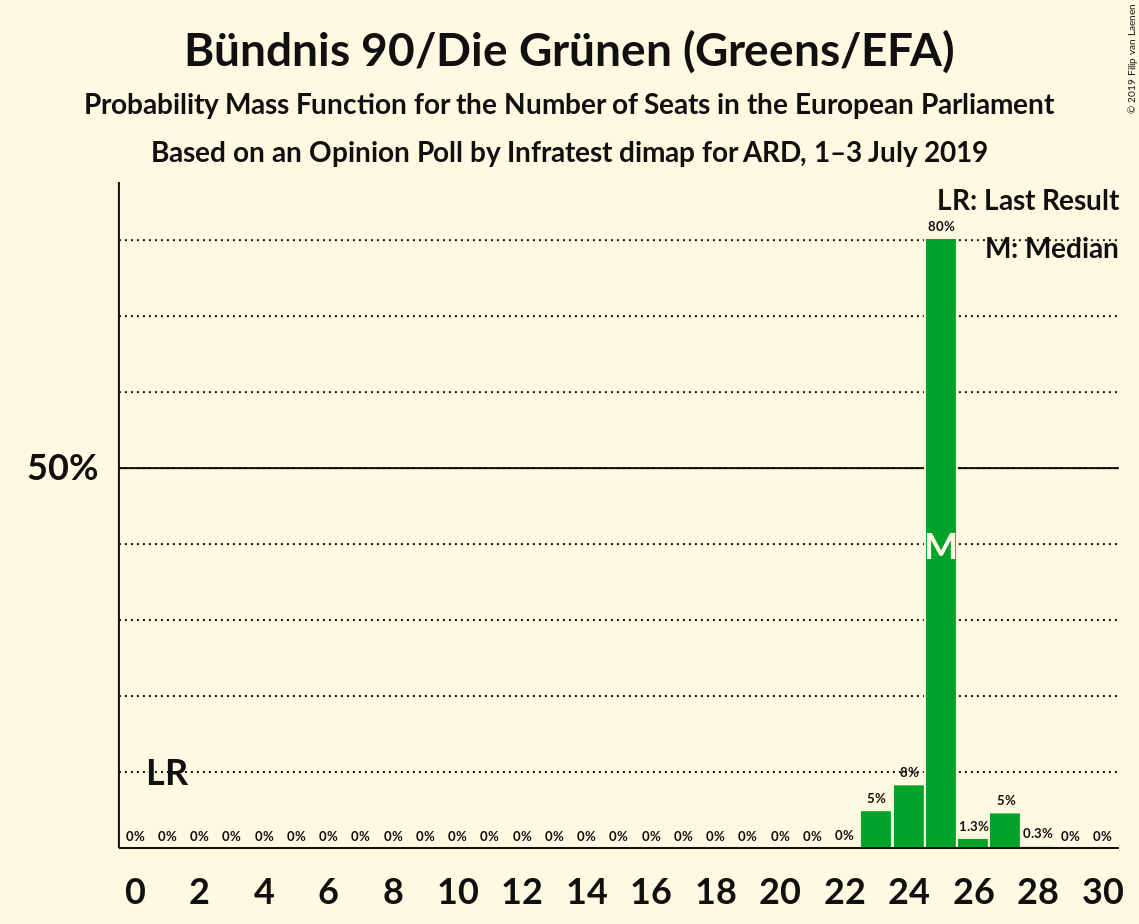 Bündnis 90/Die Grünen (Greens/EFA)
Probability Mass Function for the Number of Seats in the European Parliament
Based on an Opinion Poll by Infratest dimap for ARD, 1–3 July 2019
© 2019 Filip van Laenen
LR: Last Result
M: Median
80%
50%
M
LR
0% 0% 0% 0% 0% 0% 0% 0% 0% 0% 0% 0% 0% 0% 0% 0% 0% 0% 0% 0% 0% 0% 0% 5% 8% 1.3% 5% 0.3% 0% 0%
0 2 4 6 8 10 12 14 16 18 20 22 24 26 28 30